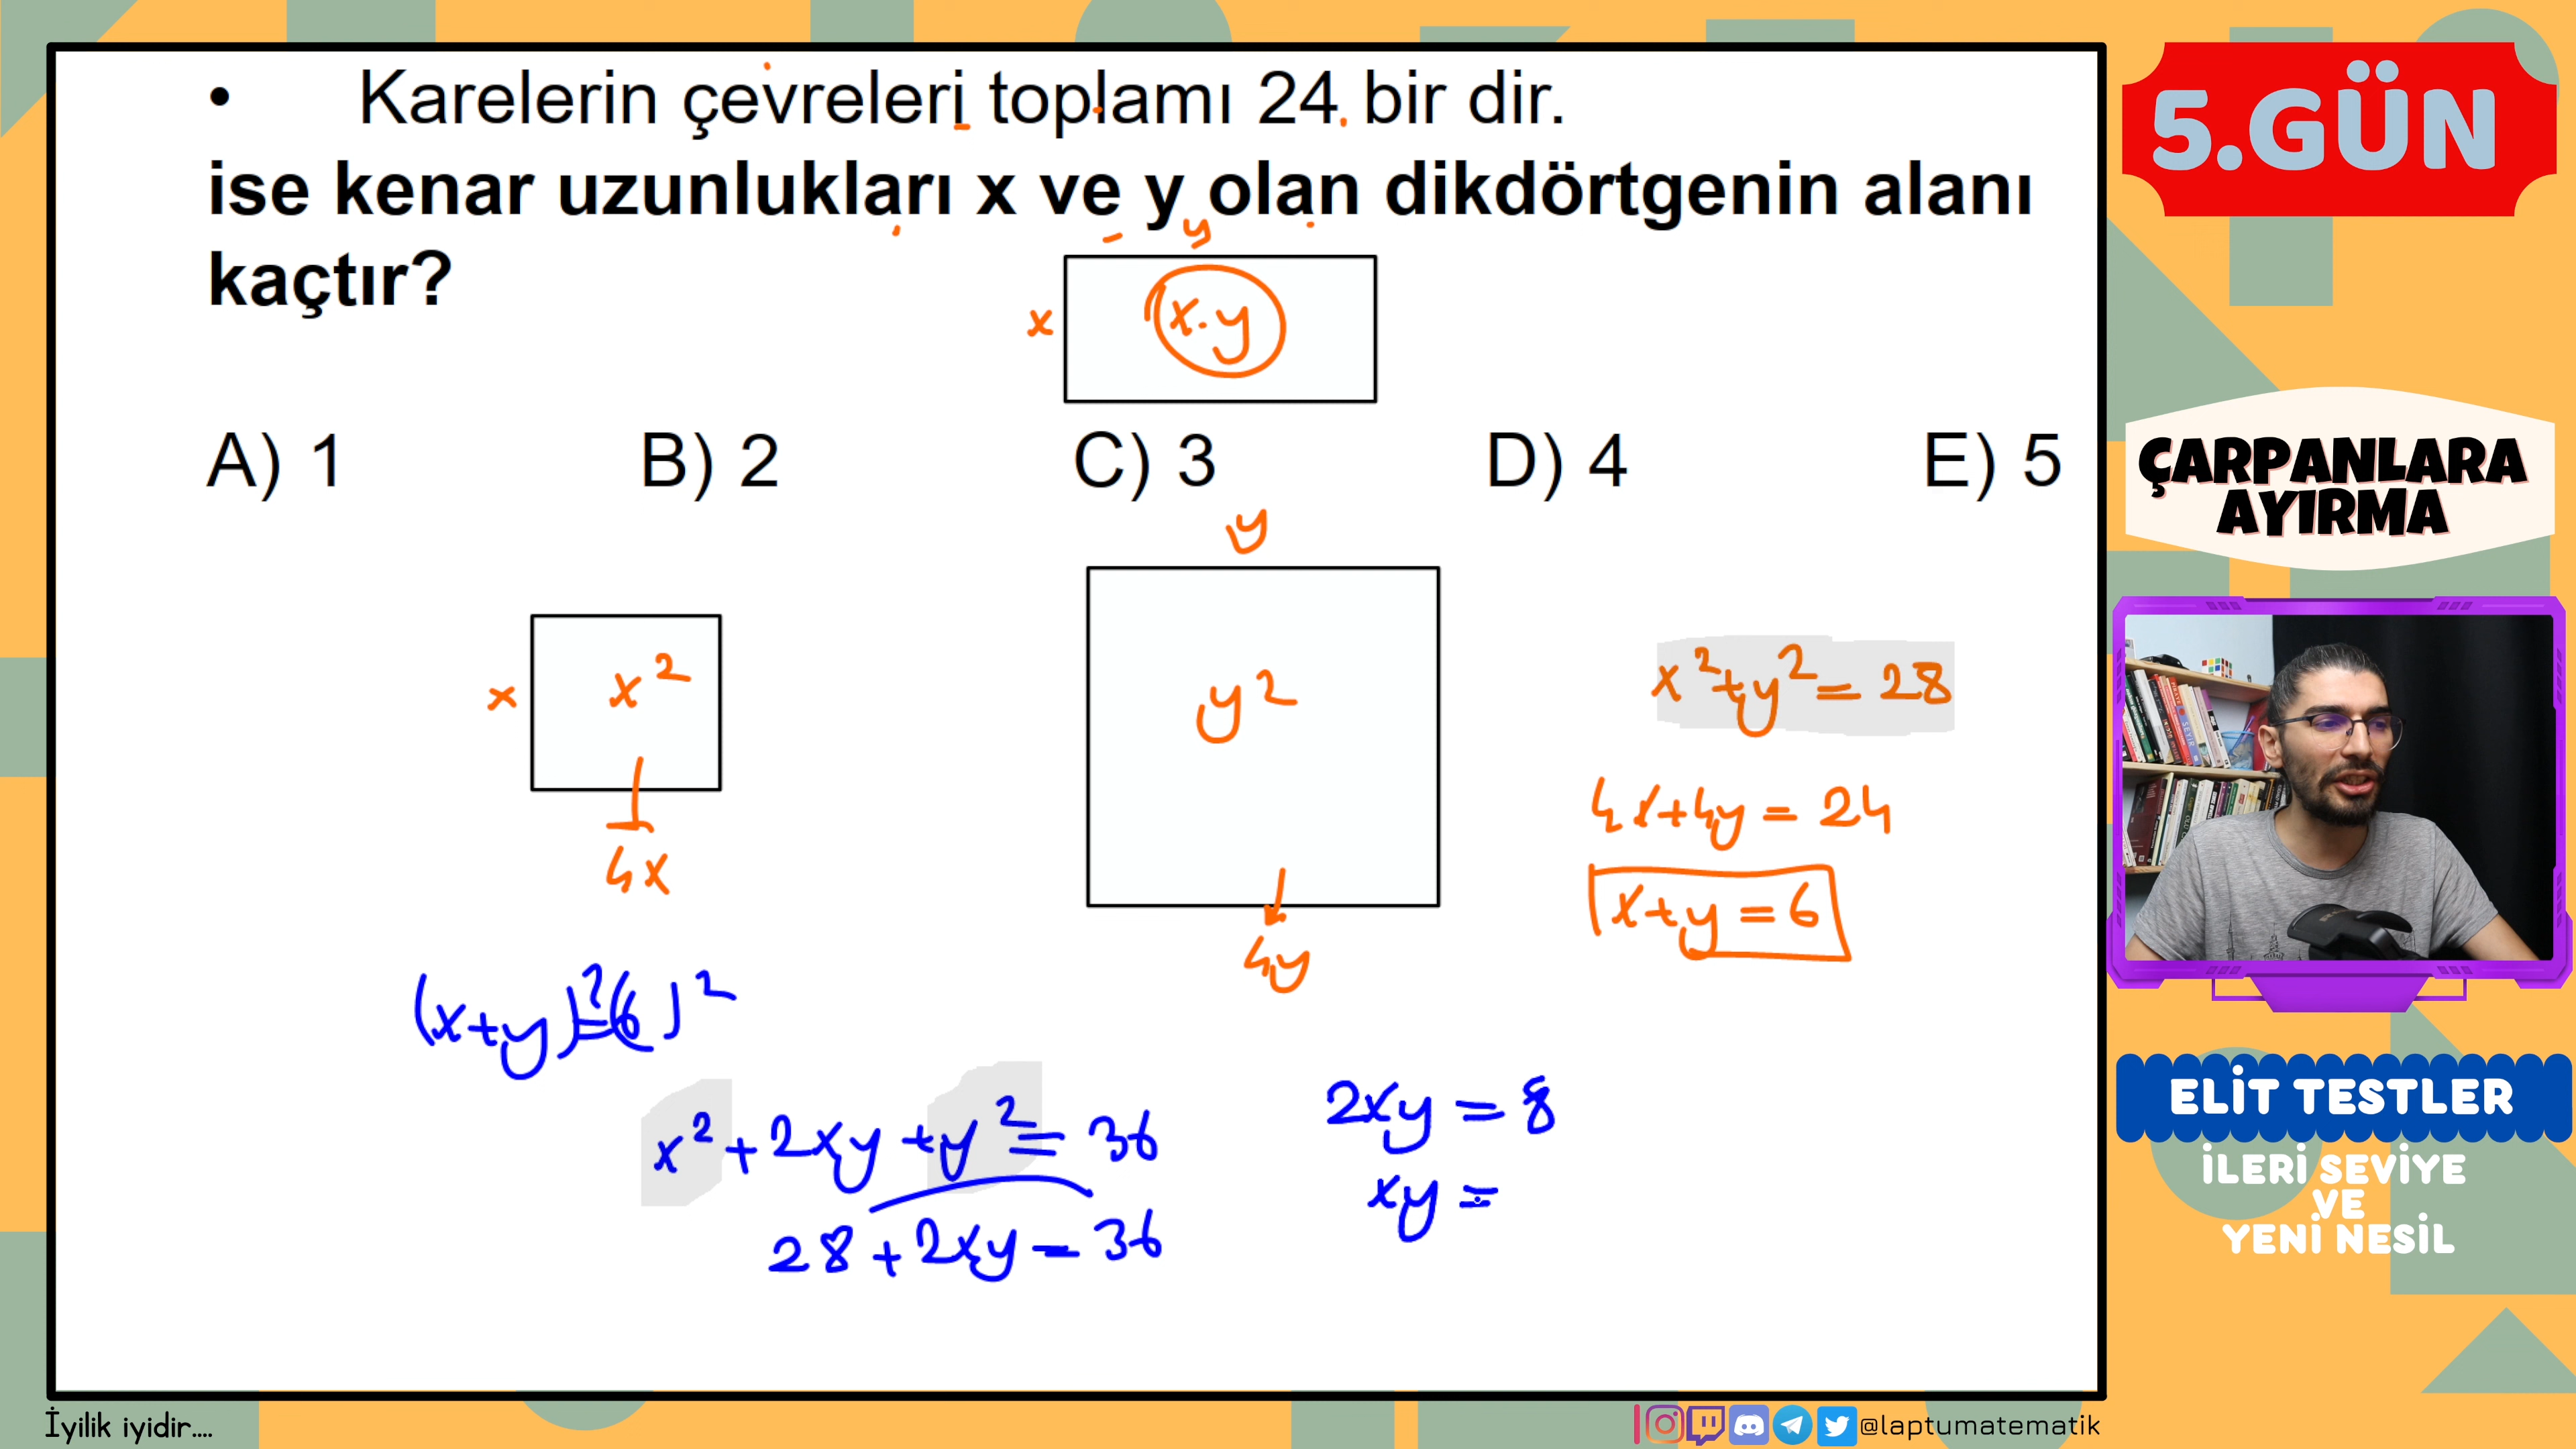 • Karelerin çevreleri toplamı 24 bir dir.
ise kenar uzunlukları x ve y olan dikdörtgenin alanı
kaçtır?
y
x
x.y
A) 1 B) 2 C) 3 D) 4 E) 5
y
x
x²
y²
4x
4y
x²+y²=28
4x+4y=24
x+y=6
(x+y)²=(6)²
x²+2xy+y²=36
28+2xy=36
2xy=8
xy=
5.GÜN
ÇARPANLARA
AYIRMA
ELİT TESTLER
İLERİ SEVİYE
VE
YENİ NESİL
İyilik iyidir....
@laptumatematik